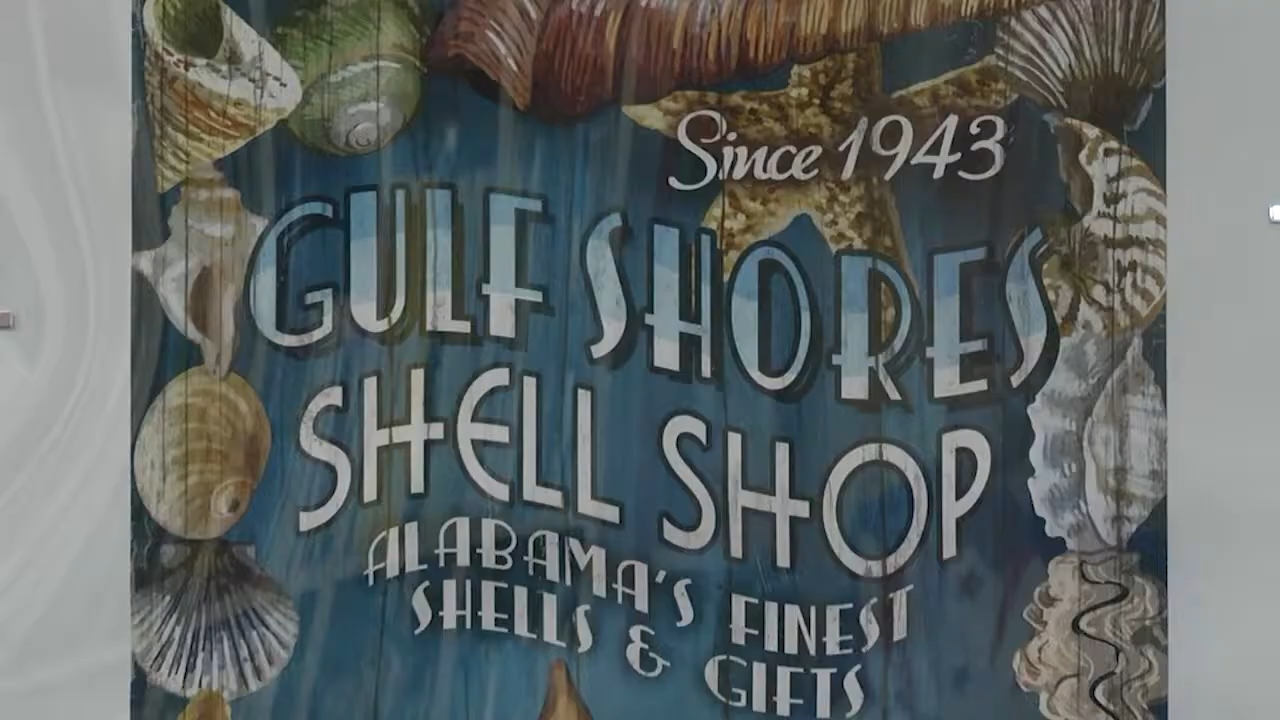 Since 1943
GULF SHORES
SHELL SHOP
ALABAMA'S FINEST
SHELLS & GIFTS